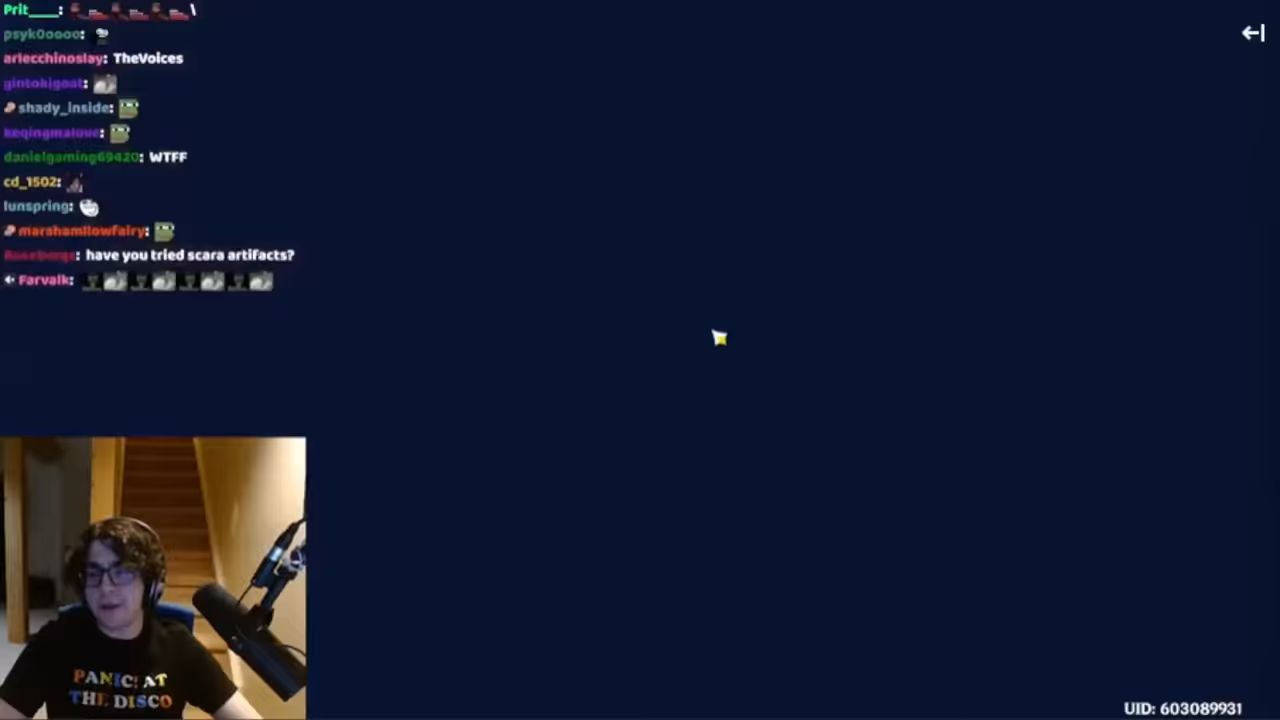 Prit____: \
psyk0oooo:
arlecchinoslay: TheVoices
gintokigoat:
shady_inside:
keqingmalove:
danielgaming69420: WTFF
cd_1502:
lunspring:
marshamllowfairy:
: have you tried scara artifacts?
Farvalk:
PANIC! AT
THE DISCO
UID: 603089931